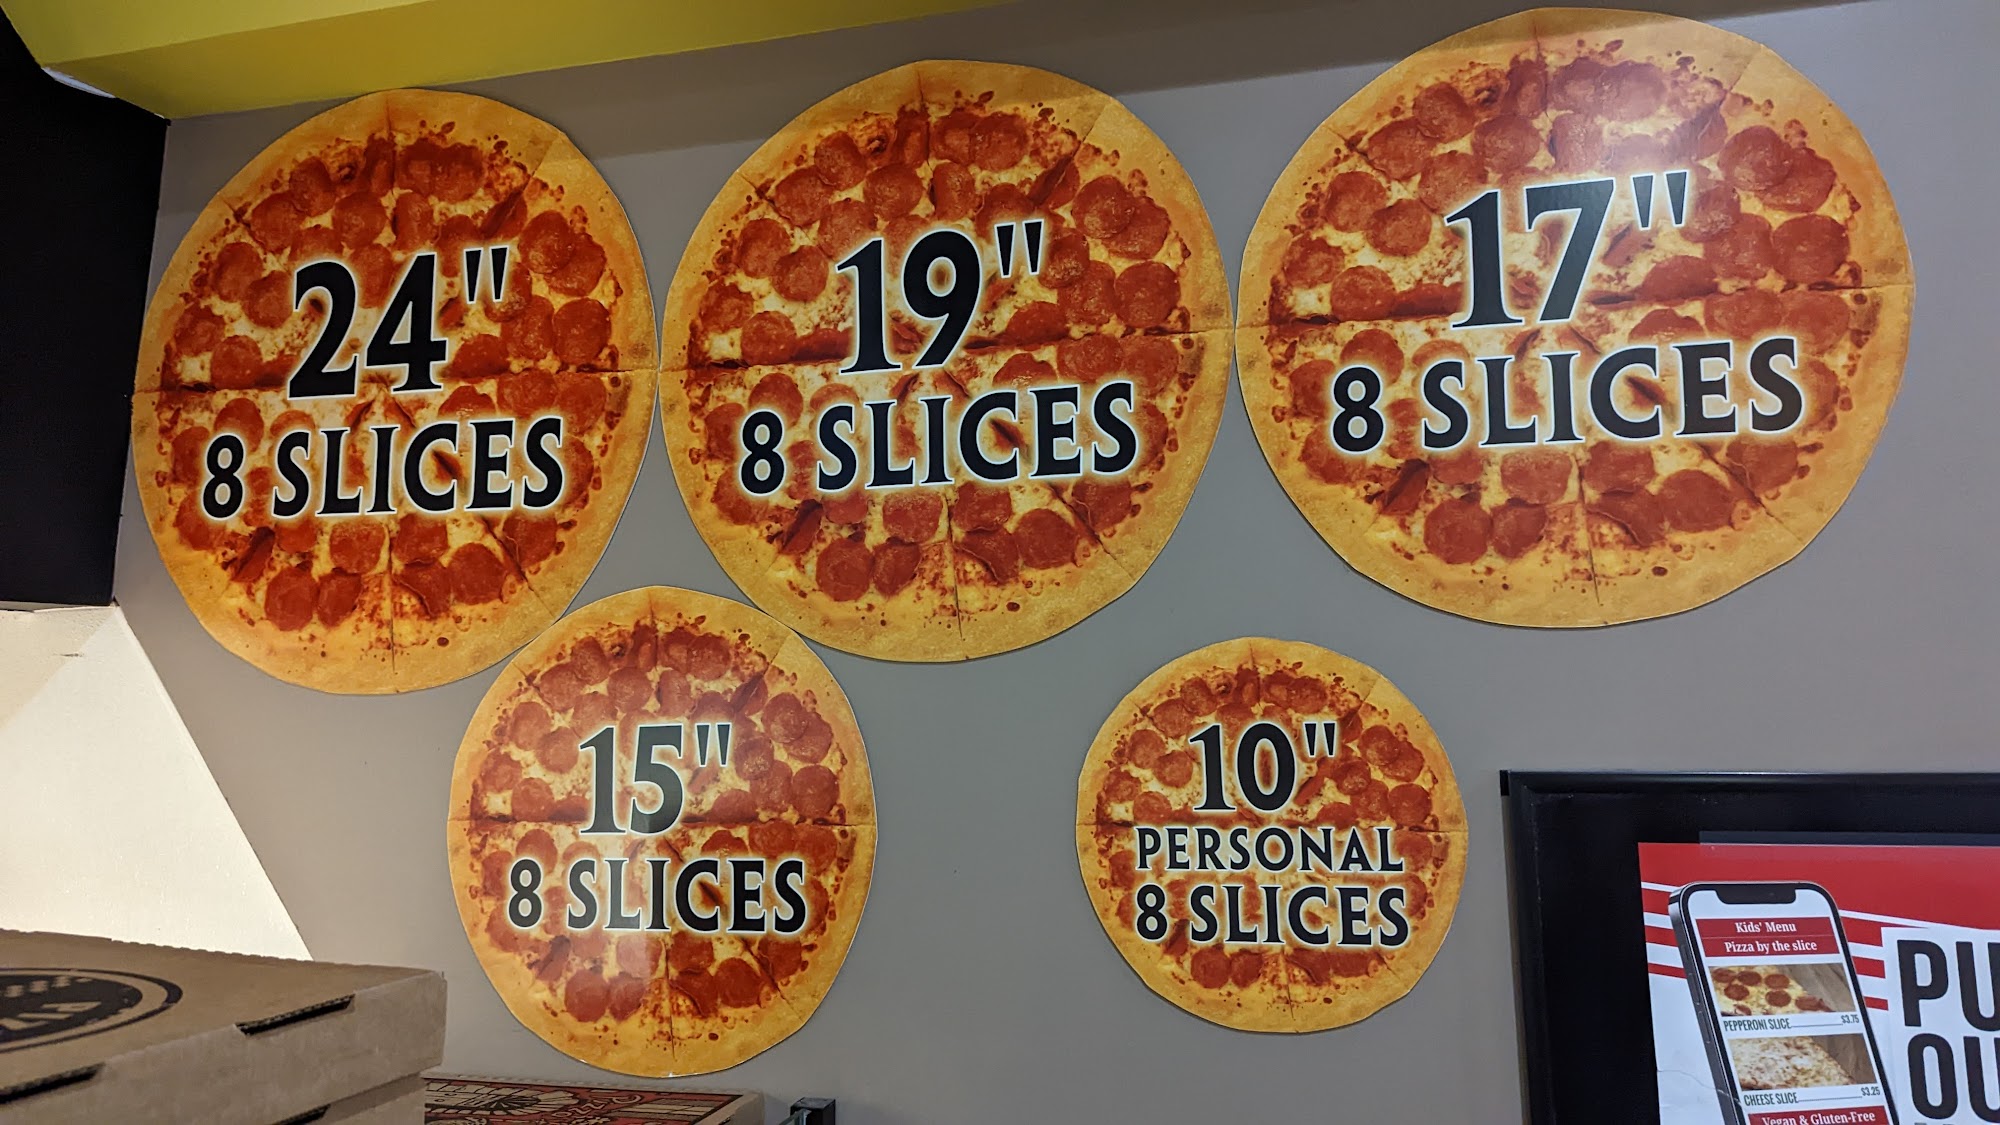 24"
8 SLICES
19"
8 SLICES
17"
8 SLICES
15"
8 SLICES
10"
PERSONAL
8 SLICES
Kids' Menu
Pizza by the slice
PEPPERONI SLICE $3.75
CHEESE SLICE $3.25
Vegan & Gluten-Free
PU
OU